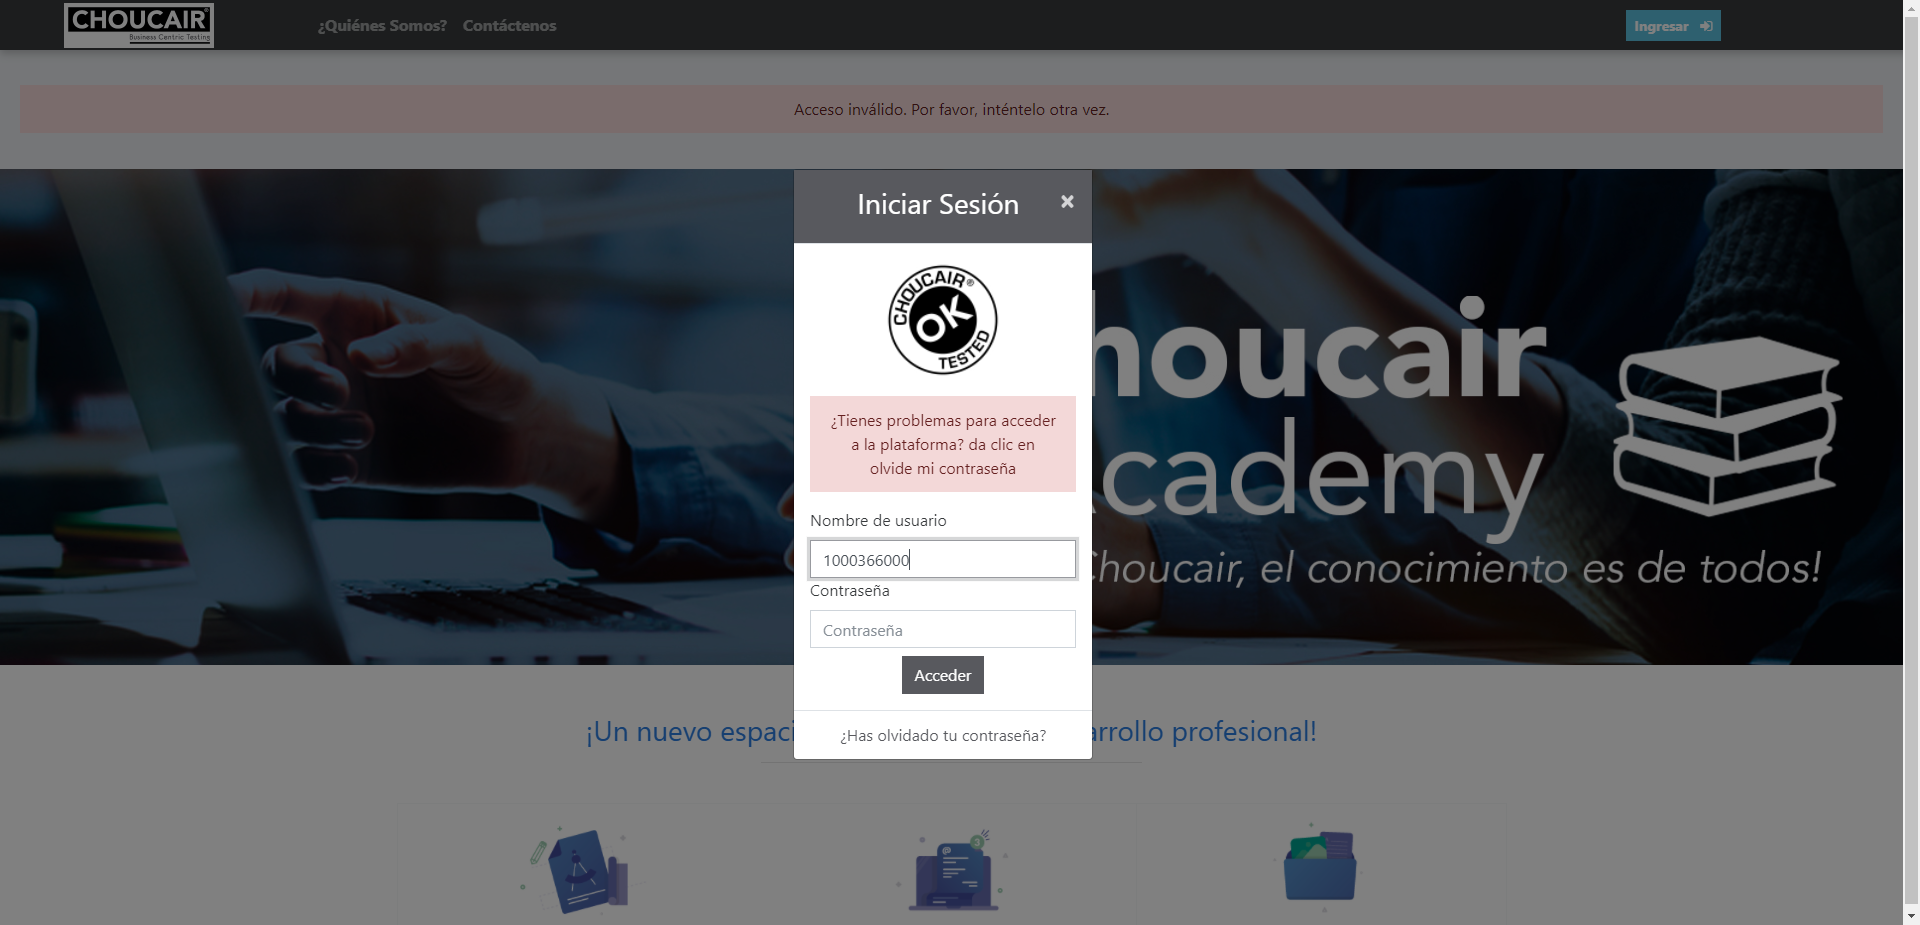 CHOUCAIR®
Business Centric Testing
¿Quiénes Somos?
Contáctenos
Ingresar
Acceso inválido. Por favor, inténtelo otra vez.
Iniciar Sesión
×
CHOUCAIR®
OK
TESTED
¿Tienes problemas para acceder
a la plataforma? da clic en
olvide mi contraseña
Nombre de usuario
1000366000
Contraseña
Contraseña
Acceder
¿Has olvidado tu contraseña?
houcair
cademy
Choucair, el conocimiento es de todos!
¡Un nuevo espaci
arrollo profesional!
3